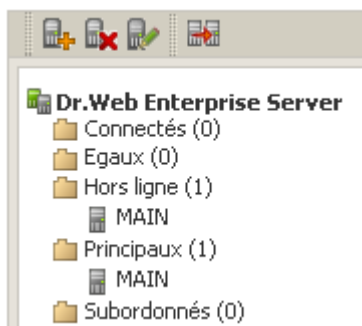 Dr.Web Enterprise Server
Connectés (0)
Egaux (0)
Hors ligne (1)
MAIN
Principaux (1)
MAIN
Subordonnés (0)